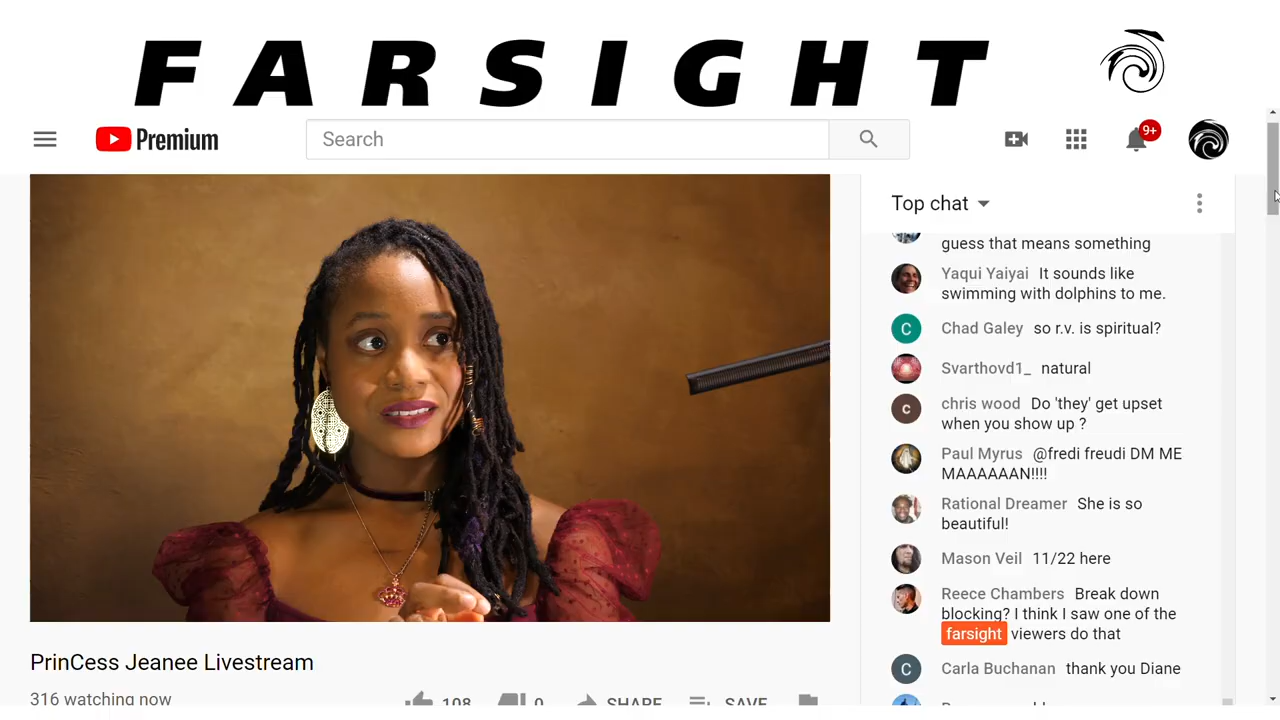 FARSIGHT
Premium
Search
9+
Top chat
guess that means something
Yaqui Yaiyai It sounds like
swimming with dolphins to me.
C
Chad Galey so r.v. is spiritual?
Svarthovd1_ natural
c
chris wood Do 'they' get upset
when you show up ?
Paul Myrus @fredi freudi DM ME
MAAAAAAN!!!!
Rational Dreamer She is so
beautiful!
Mason Veil 11/22 here
Reece Chambers Break down
blocking? I think I saw one of the
farsight viewers do that
C
Carla Buchanan thank you Diane
PrinCess Jeanee Livestream
316 watching now
108
0
SHARE
SAVE